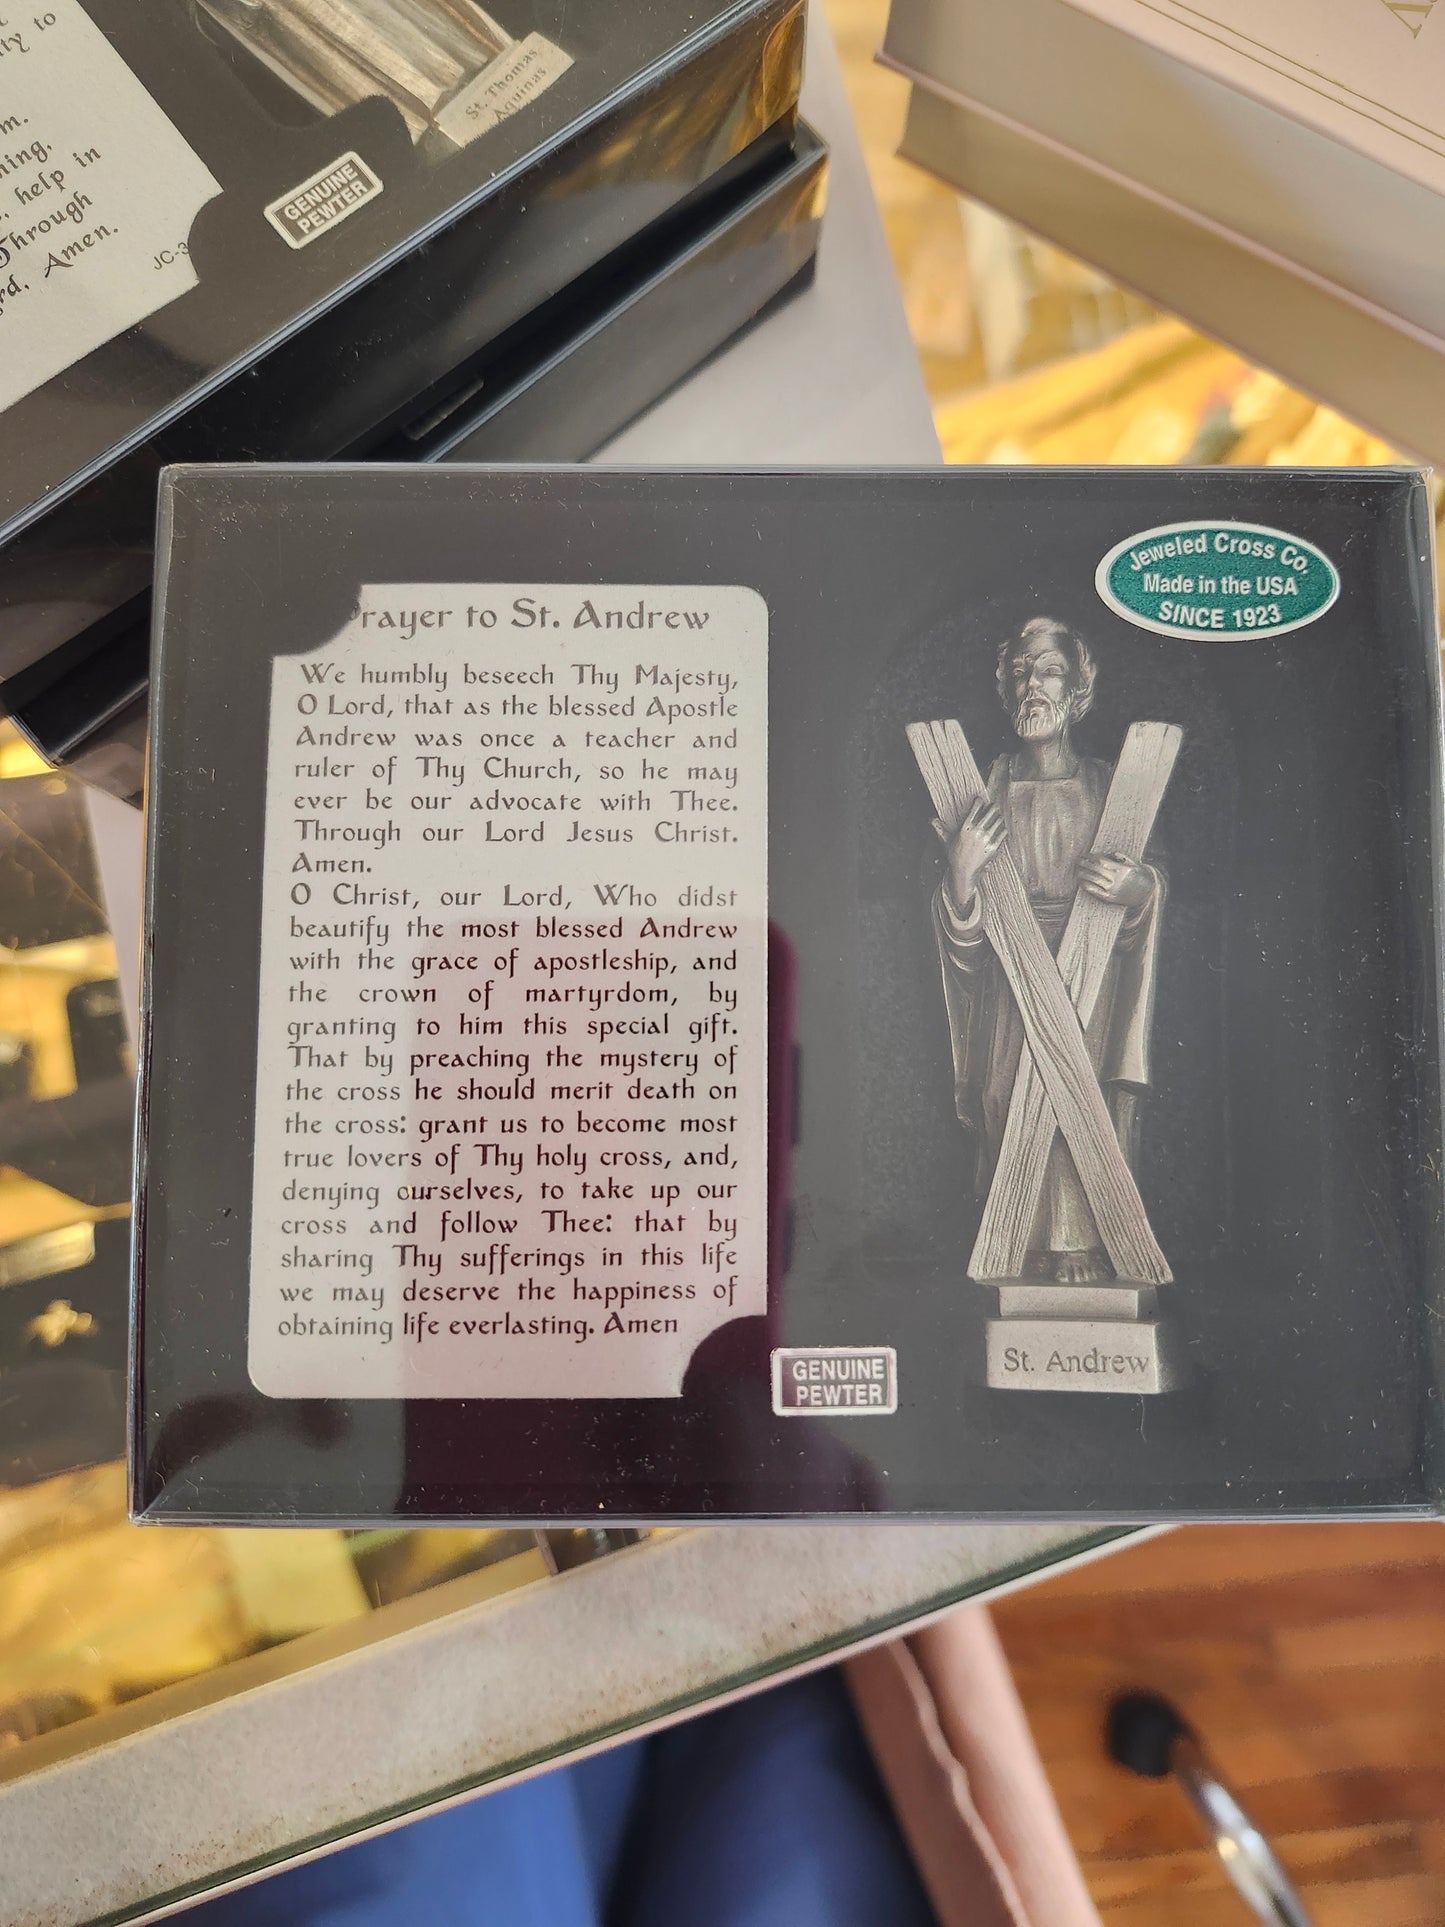 ty to
m.
help in
Through
Amen.
JC-3
St. Thomas
Aquinas
GENUINE
PEWTER
Jeweled Cross Co.
Made in the USA
SINCE 1923
Prayer to St. Andrew
We humbly beseech Thy Majesty,
O Lord, that as the blessed Apostle
Andrew was once a teacher and
ruler of Thy Church, so he may
ever be our advocate with Thee.
Through our Lord Jesus Christ.
Amen.
O Christ, our Lord, Who didst
beautify the most blessed Andrew
with the grace of apostleship, and
the crown of martyrdom, by
granting to him this special gift.
That by preaching the mystery of
the cross he should merit death on
the cross: grant us to become most
true lovers of Thy holy cross, and,
denying ourselves, to take up our
cross and follow Thee: that by
sharing Thy sufferings in this life
we may deserve the happiness of
obtaining life everlasting. Amen
GENUINE
PEWTER
St. Andrew